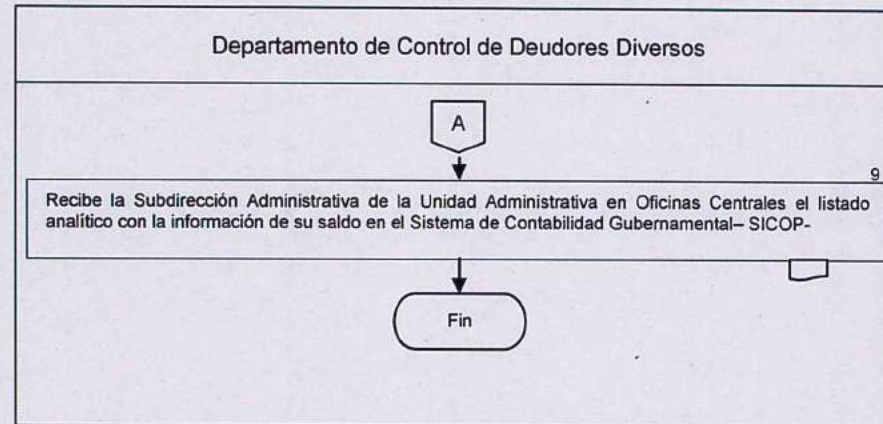 Departamento de Control de Deudores Diversos
A
9
Recibe la Subdirección Administrativa de la Unidad Administrativa en Oficinas Centrales el listado
analítico con la información de su saldo en el Sistema de Contabilidad Gubernamental– SICOP-
Fin